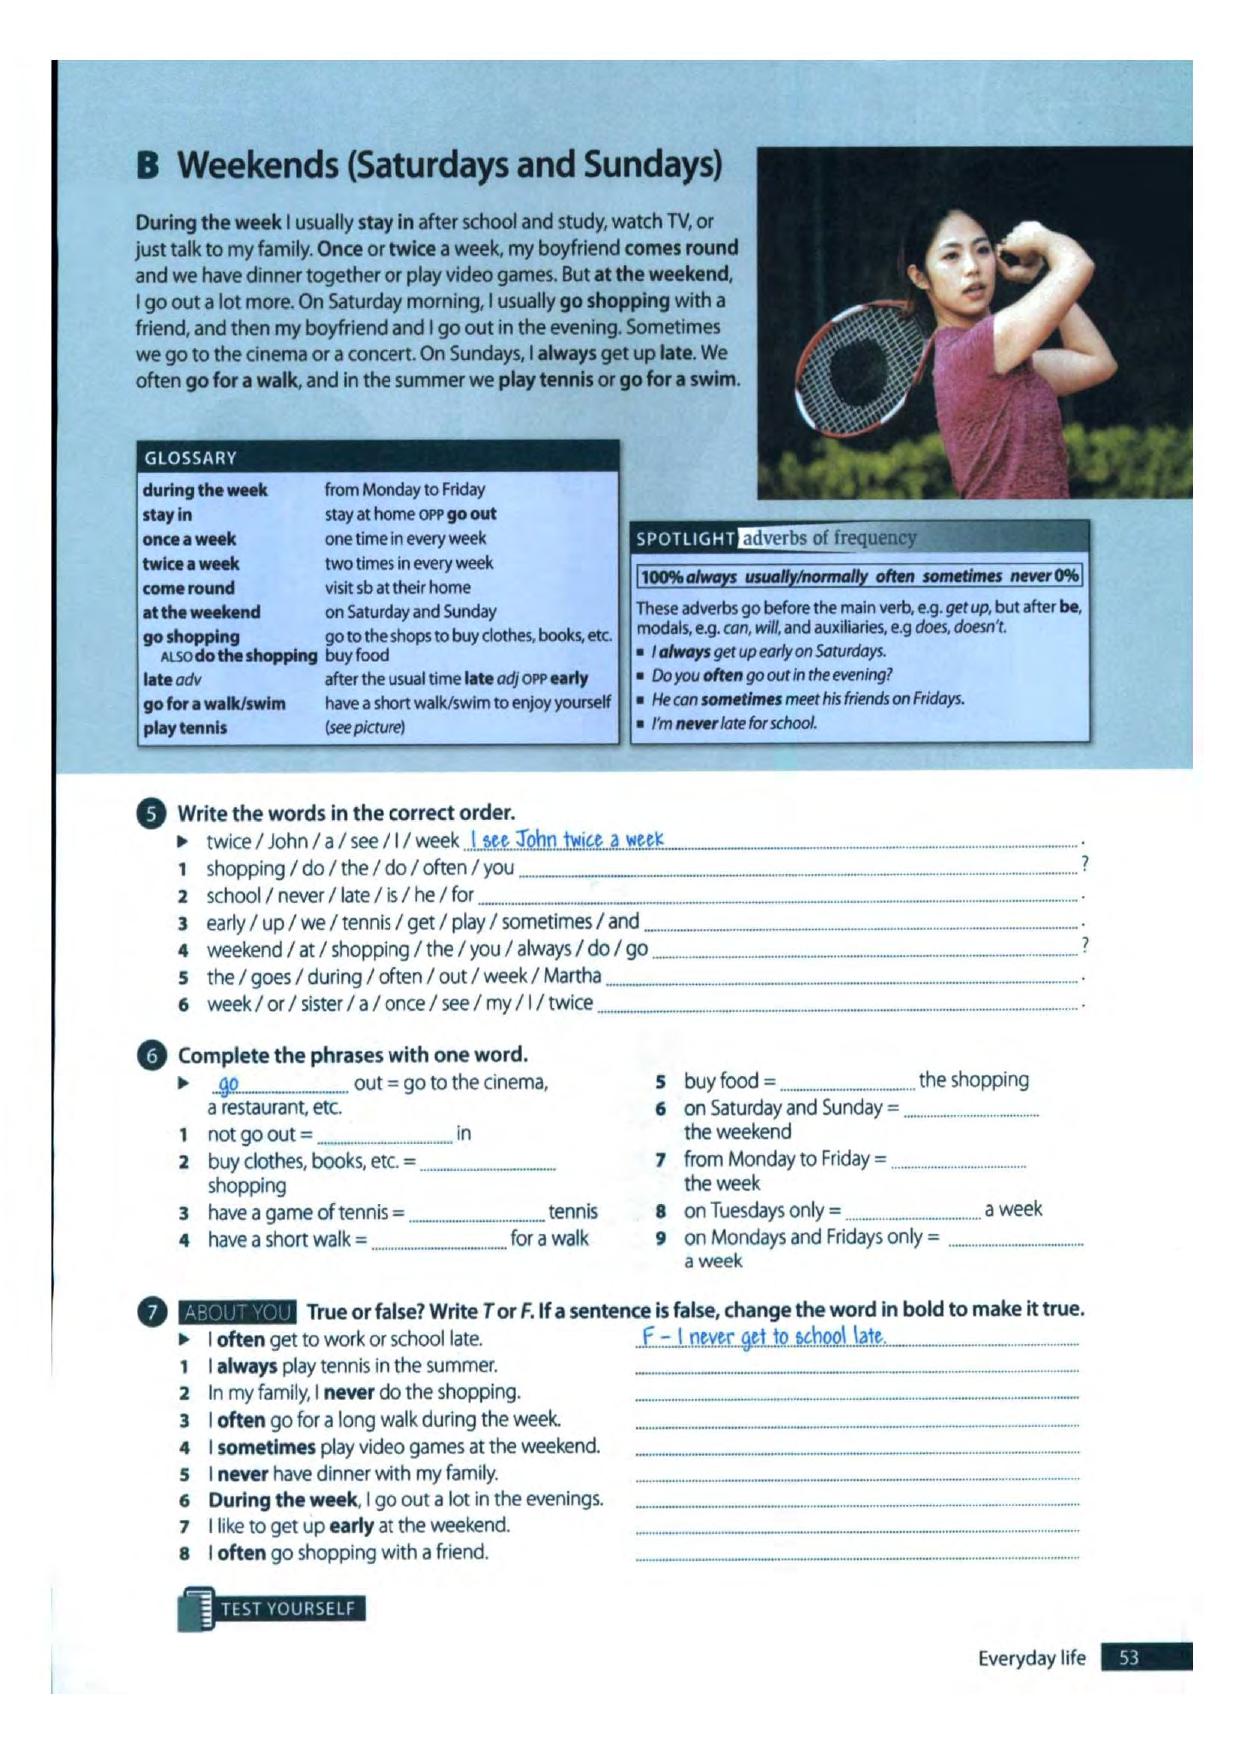 B Weekends (Saturdays and Sundays)
During the week I usually stay in after school and study, watch TV, or
just talk to my family. Once or twice a week, my boyfriend comes round
and we have dinner together or play video games. But at the weekend,
I go out a lot more. On Saturday morning, I usually go shopping with a
friend, and then my boyfriend and I go out in the evening. Sometimes
we go to the cinema or a concert. On Sundays, I always get up late. We
often go for a walk, and in the summer we play tennis or go for a swim.
GLOSSARY
during the week from Monday to Friday
stay in stay at home OPP go out
once a week one time in every week
twice a week two times in every week
come round visit sb at their home
at the weekend on Saturday and Sunday
go shopping go to the shops to buy clothes, books, etc.
ALSO do the shopping buy food
late adv after the usual time late adj OPP early
go for a walk/swim have a short walk/swim to enjoy yourself
play tennis (see picture)
SPOTLIGHT adverbs of frequency
100% always usually/normally often sometimes never 0%
These adverbs go before the main verb, e.g. get up, but after be,
modals, e.g. can, will, and auxiliaries, e.g does, doesn't.
▪ I always get up early on Saturdays.
▪ Do you often go out in the evening?
▪ He can sometimes meet his friends on Fridays.
▪ I'm never late for school.
5 Write the words in the correct order.
▶ twice / John / a / see / I / week I see John twice a week.
1 shopping / do / the / do / often / you ?
2 school / never / late / is / he / for .
3 early / up / we / tennis / get / play / sometimes / and .
4 weekend / at / shopping / the / you / always / do / go ?
5 the / goes / during / often / out / week / Martha .
6 week / or / sister / a / once / see / my / I / twice .
6 Complete the phrases with one word.
▶ go out = go to the cinema,
a restaurant, etc.
1 not go out = in
2 buy clothes, books, etc. =
shopping
3 have a game of tennis = tennis
4 have a short walk = for a walk
5 buy food = the shopping
6 on Saturday and Sunday =
the weekend
7 from Monday to Friday =
the week
8 on Tuesdays only = a week
9 on Mondays and Fridays only =
a week
7 ABOUT YOU True or false? Write T or F. If a sentence is false, change the word in bold to make it true.
▶ I often get to work or school late. F – I never get to school late.
1 I always play tennis in the summer.
2 In my family, I never do the shopping.
3 I often go for a long walk during the week.
4 I sometimes play video games at the weekend.
5 I never have dinner with my family.
6 During the week, I go out a lot in the evenings.
7 I like to get up early at the weekend.
8 I often go shopping with a friend.
TEST YOURSELF
Everyday life 53